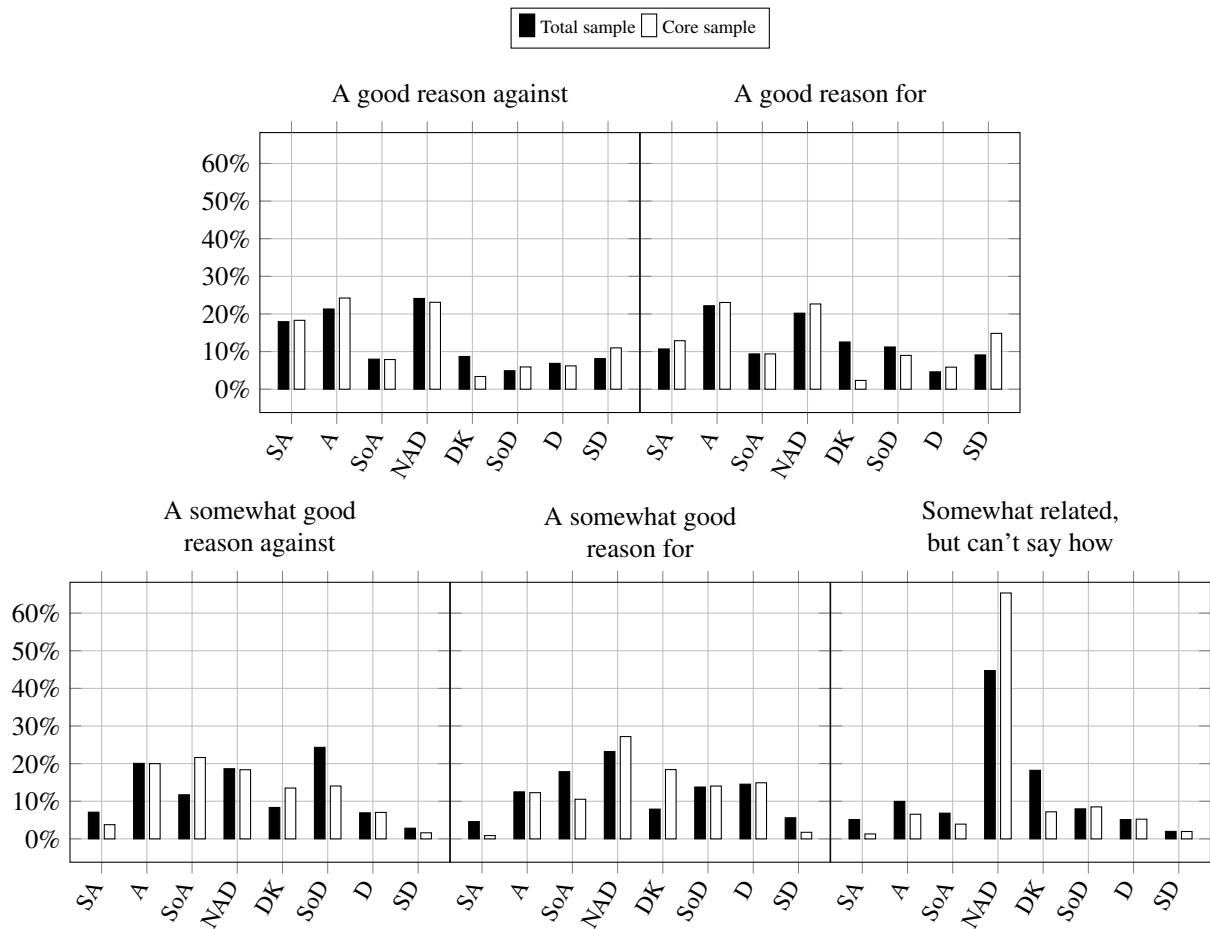 Total sample Core sample
A good reason against
A good reason for
60%
50%
40%
30%
20%
10%
0%
SA A SoA NAD DK SoD D SD
SA A SoA NAD DK SoD D SD
A somewhat good
reason against
A somewhat good
reason for
Somewhat related,
but can't say how
60%
50%
40%
30%
20%
10%
0%
SA A SoA NAD DK SoD D SD
SA A SoA NAD DK SoD D SD
SA A SoA NAD DK SoD D SD